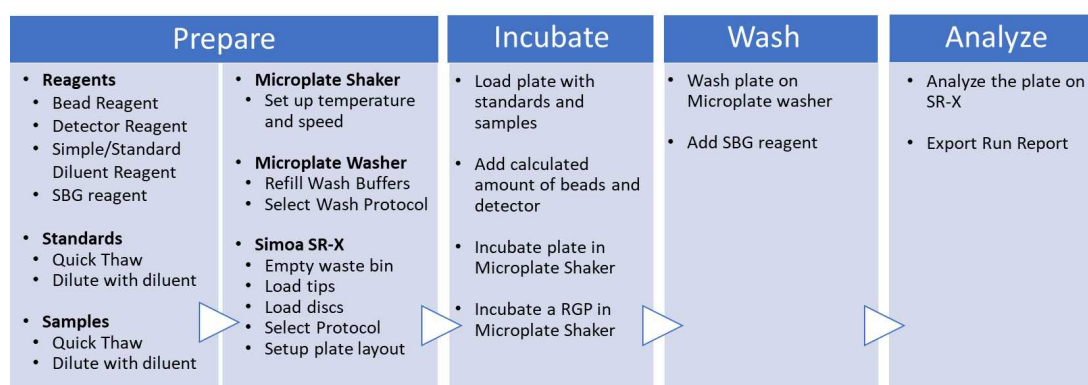 Prepare
• Reagents
• Bead Reagent
• Detector Reagent
• Simple/Standard
Diluent Reagent
• SBG reagent
• Standards
• Quick Thaw
• Dilute with diluent
• Samples
• Quick Thaw
• Dilute with diluent
• Microplate Shaker
• Set up temperature
and speed
• Microplate Washer
• Refill Wash Buffers
• Select Wash Protocol
• Simoa SR-X
• Empty waste bin
• Load tips
• Load discs
• Select Protocol
• Setup plate layout
Incubate
• Load plate with
standards and
samples
• Add calculated
amount of beads and
detector
• Incubate plate in
Microplate Shaker
• Incubate a RGP in
Microplate Shaker
Wash
• Wash plate on
Microplate washer
• Add SBG reagent
Analyze
• Analyze the plate on
SR-X
• Export Run Report